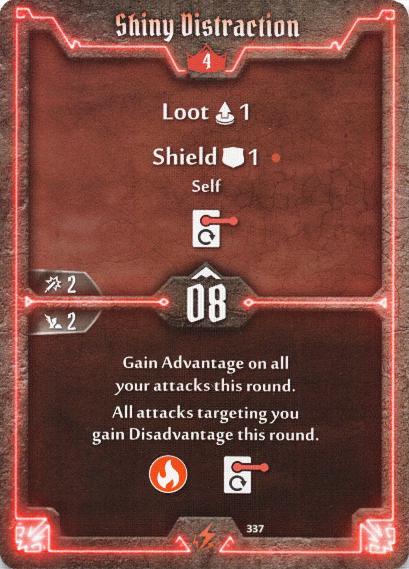 Shiny Distraction
4
Loot 1
Shield 1
Self
2
08
2
Gain Advantage on all
your attacks this round.
All attacks targeting you
gain Disadvantage this round.
337